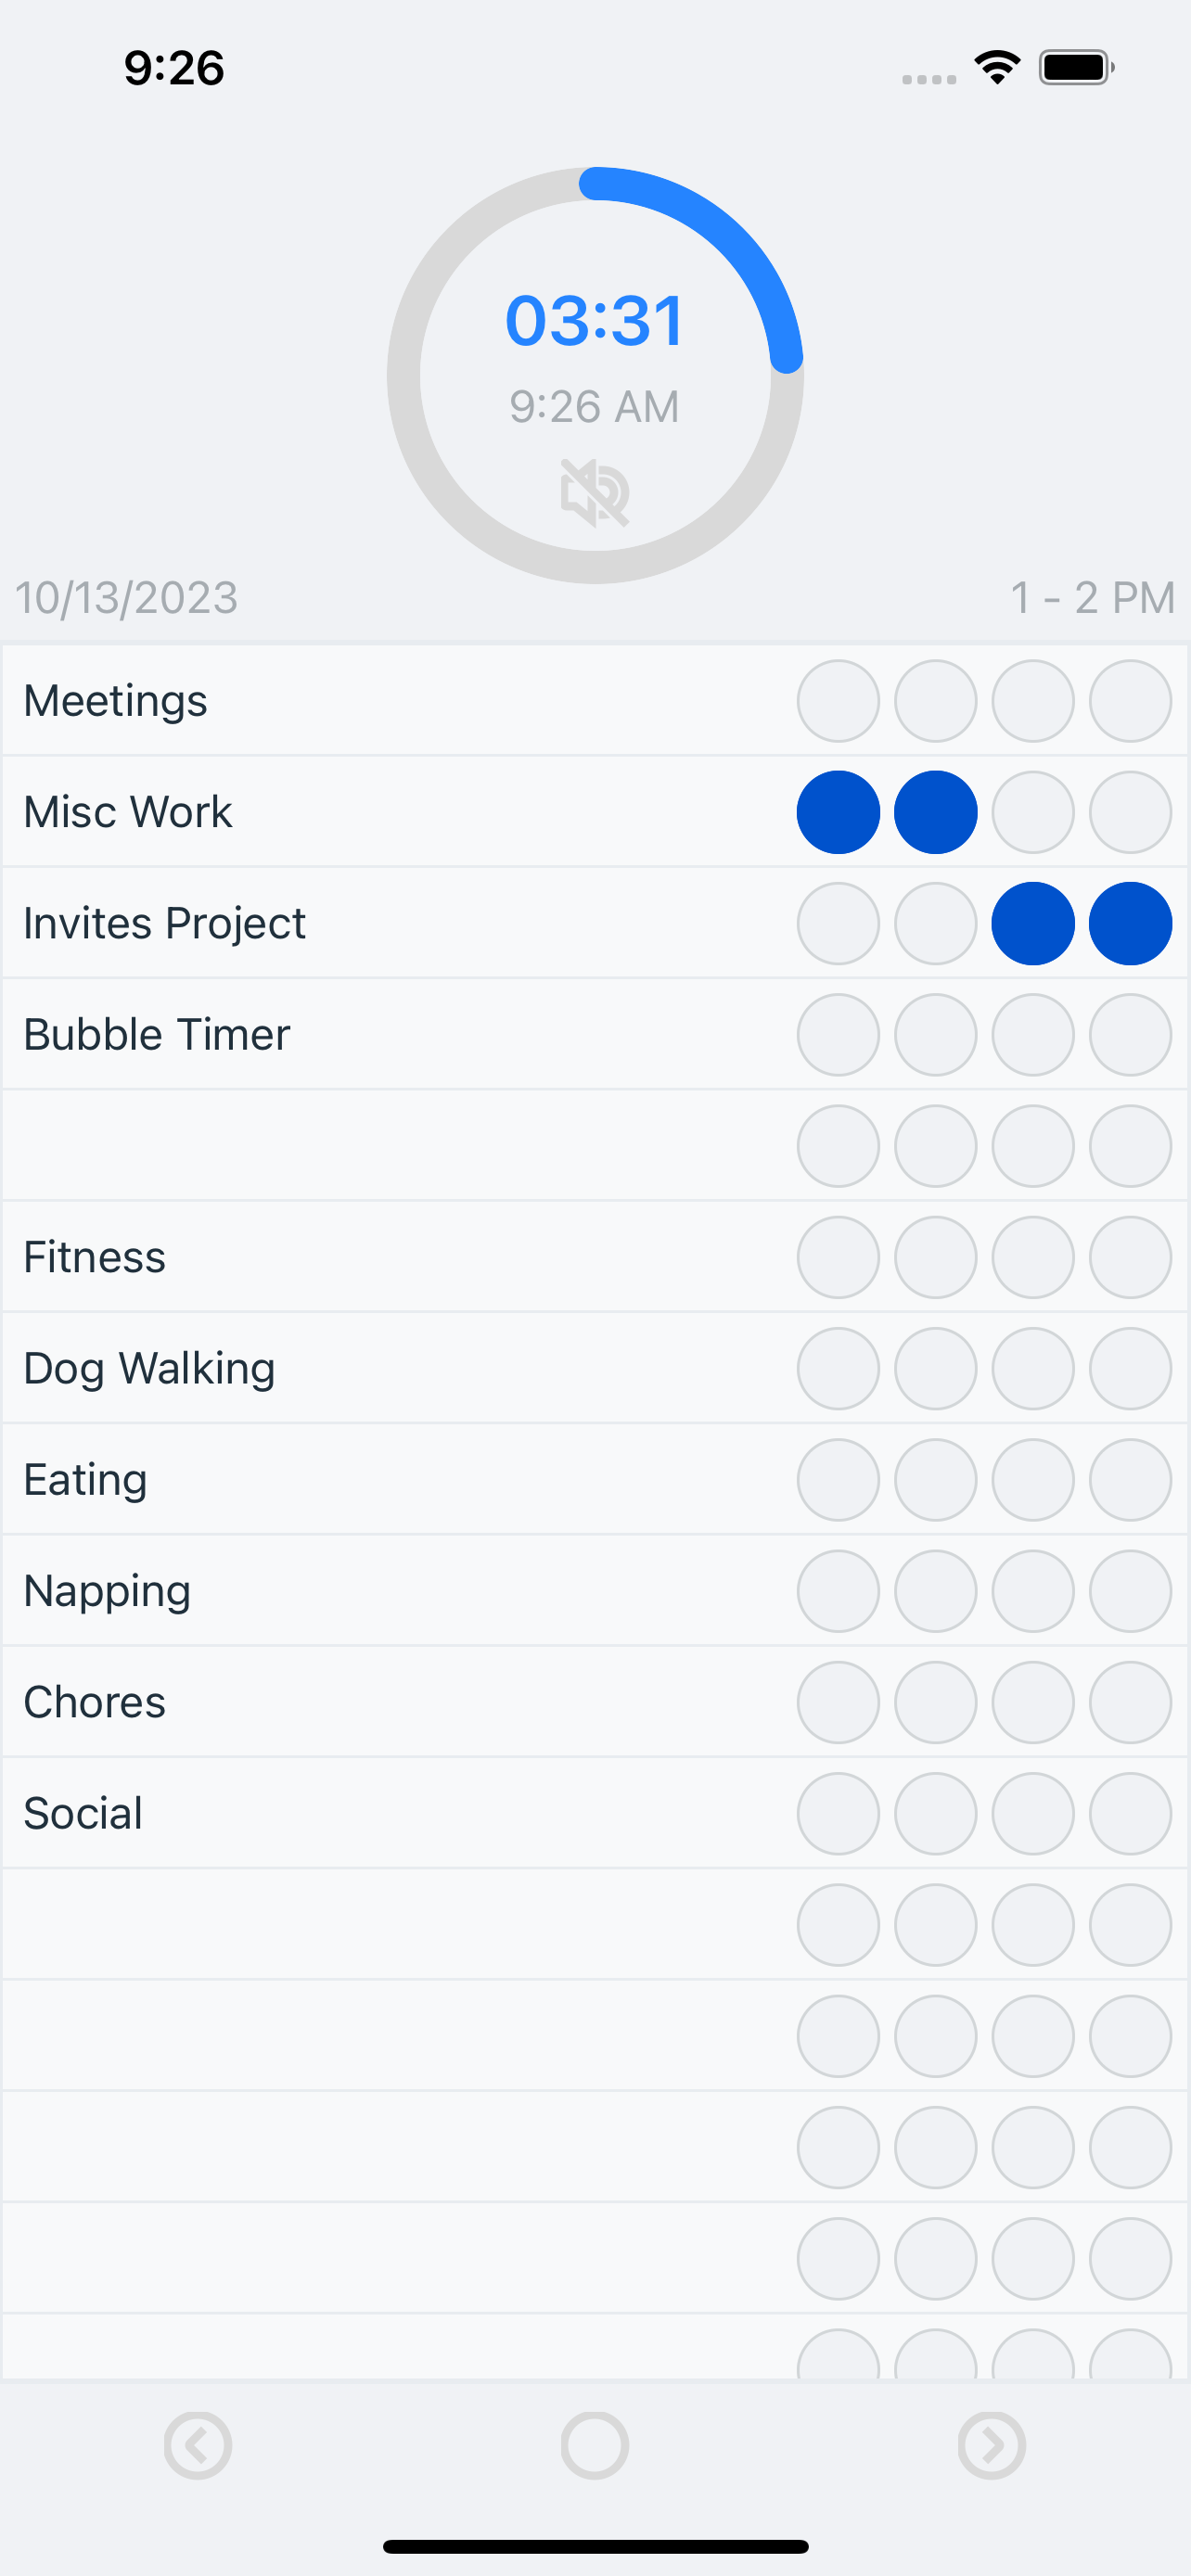 9:26
03:31
9:26 AM
10/13/2023
1 - 2 PM
Meetings
Misc Work
Invites Project
Bubble Timer
Fitness
Dog Walking
Eating
Napping
Chores
Social